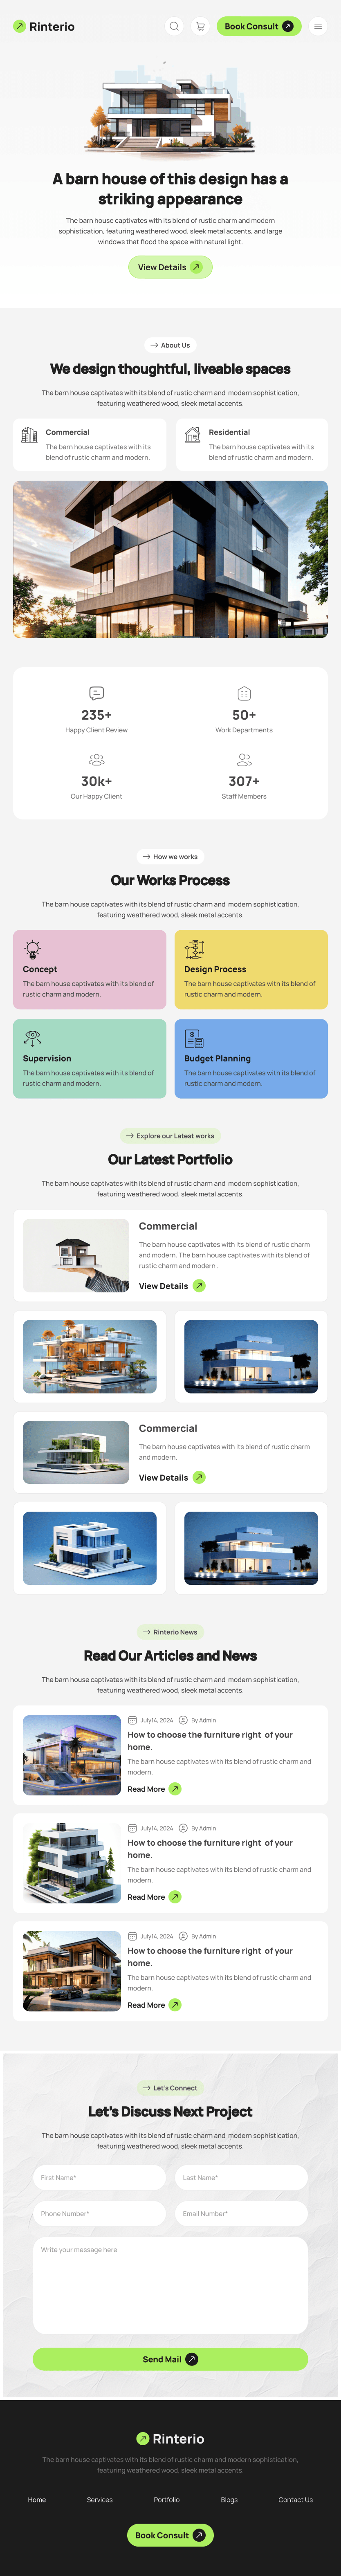 Rinterio
Book Consult
A barn house of this design has a
striking appearance
The barn house captivates with its blend of rustic charm and modern
sophistication, featuring weathered wood, sleek metal accents, and large
windows that flood the space with natural light.
View Details
About Us
We design thoughtful, liveable spaces
The barn house captivates with its blend of rustic charm and modern sophistication,
featuring weathered wood, sleek metal accents.
Commercial
The barn house captivates with its
blend of rustic charm and modern.
Residential
The barn house captivates with its
blend of rustic charm and modern.
235+
Happy Client Review
50+
Work Departments
30k+
Our Happy Client
307+
Staff Members
How we works
Our Works Process
The barn house captivates with its blend of rustic charm and modern sophistication,
featuring weathered wood, sleek metal accents.
Concept
The barn house captivates with its blend of
rustic charm and modern.
Design Process
The barn house captivates with its blend of
rustic charm and modern.
Supervision
The barn house captivates with its blend of
rustic charm and modern.
Budget Planning
The barn house captivates with its blend of
rustic charm and modern.
Explore our Latest works
Our Latest Portfolio
The barn house captivates with its blend of rustic charm and modern sophistication,
featuring weathered wood, sleek metal accents.
Commercial
The barn house captivates with its blend of rustic charm
and modern. The barn house captivates with its blend of
rustic charm and modern .
View Details
Commercial
The barn house captivates with its blend of rustic charm
and modern.
View Details
Rinterio News
Read Our Articles and News
The barn house captivates with its blend of rustic charm and modern sophistication,
featuring weathered wood, sleek metal accents.
July14, 2024 By Admin
How to choose the furniture right of your
home.
The barn house captivates with its blend of rustic charm and
modern.
Read More
July14, 2024 By Admin
How to choose the furniture right of your
home.
The barn house captivates with its blend of rustic charm and
modern.
Read More
July14, 2024 By Admin
How to choose the furniture right of your
home.
The barn house captivates with its blend of rustic charm and
modern.
Read More
Let's Connect
Let's Discuss Next Project
The barn house captivates with its blend of rustic charm and modern sophistication,
featuring weathered wood, sleek metal accents.
First Name*
Last Name*
Phone Number*
Email Number*
Write your message here
Send Mail
Rinterio
The barn house captivates with its blend of rustic charm and modern sophistication,
featuring weathered wood, sleek metal accents.
Home Services Portfolio Blogs Contact Us
Book Consult